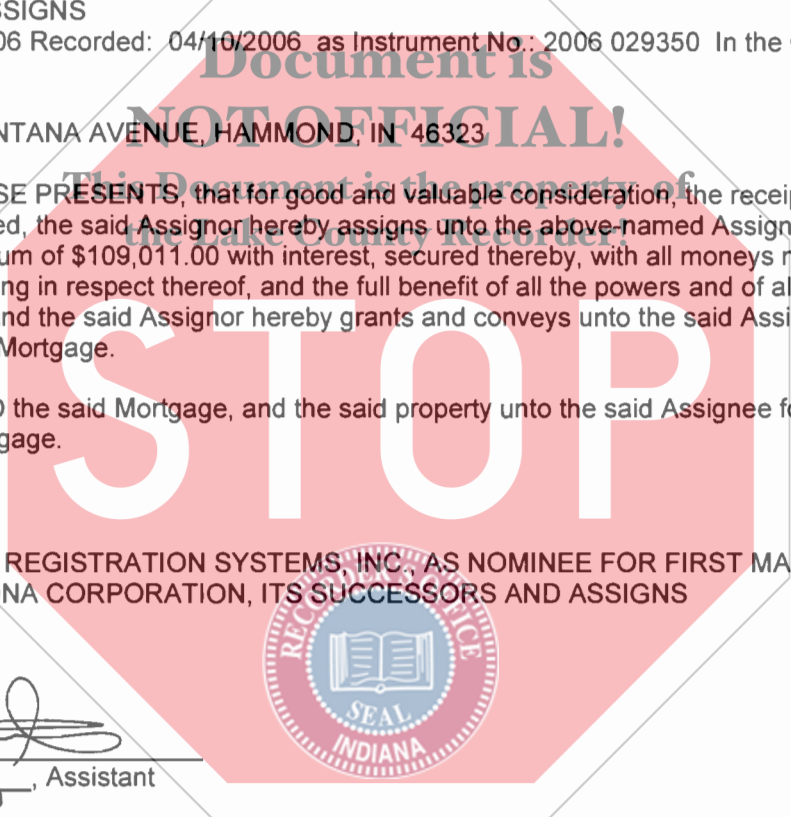 SSIGNS
06 Recorded: 04/10/2006 as Instrument No.: 2006 029350 In the
Document is
NOT OFFICIAL!
NTANA AVENUE, HAMMOND, IN 46323
This Document is the property of
the Lake County Recorder!
SE PRESENTS, that for good and valuable consideration, the receip
ed, the said Assignor hereby assigns unto the above-named Assign
um of $109,011.00 with interest, secured thereby, with all moneys
ng in respect thereof, and the full benefit of all the powers and of al
nd the said Assignor hereby grants and conveys unto the said Assi
Mortgage.
the said Mortgage, and the said property unto the said Assignee fo
gage.
STOP
REGISTRATION SYSTEMS, INC., AS NOMINEE FOR FIRST MA
NA CORPORATION, ITS SUCCESSORS AND ASSIGNS
RECORDER'S OFFICE
SEAL
INDIANA
, Assistant